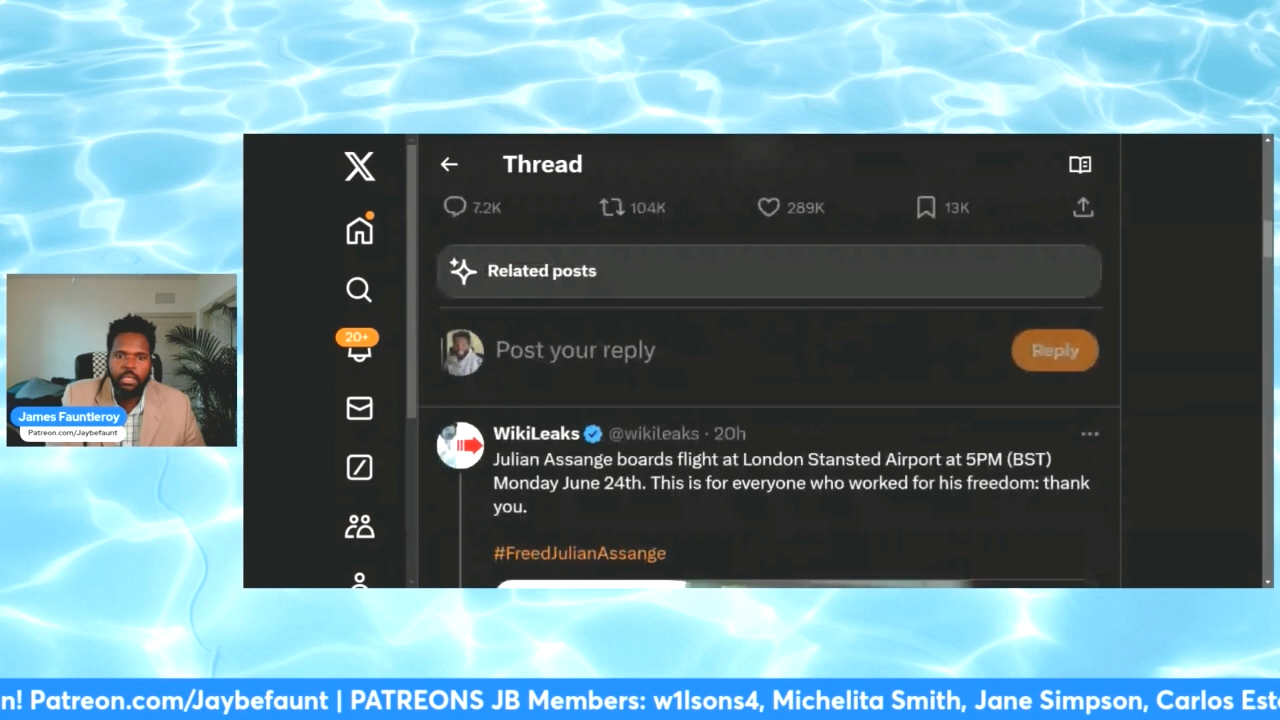 Thread
7.2K 104K 289K 13K
Related posts
20+
Post your reply
Reply
WikiLeaks @wikileaks · 20h
Julian Assange boards flight at London Stansted Airport at 5PM (BST)
Monday June 24th. This is for everyone who worked for his freedom: thank
you.
#FreedJulianAssange
James Fauntleroy
Patreon.com/Jaybefaunt
n! Patreon.com/Jaybefaunt | PATREONS JB Members: w1lsons4, Michelita Smith, Jane Simpson, Carlos Est